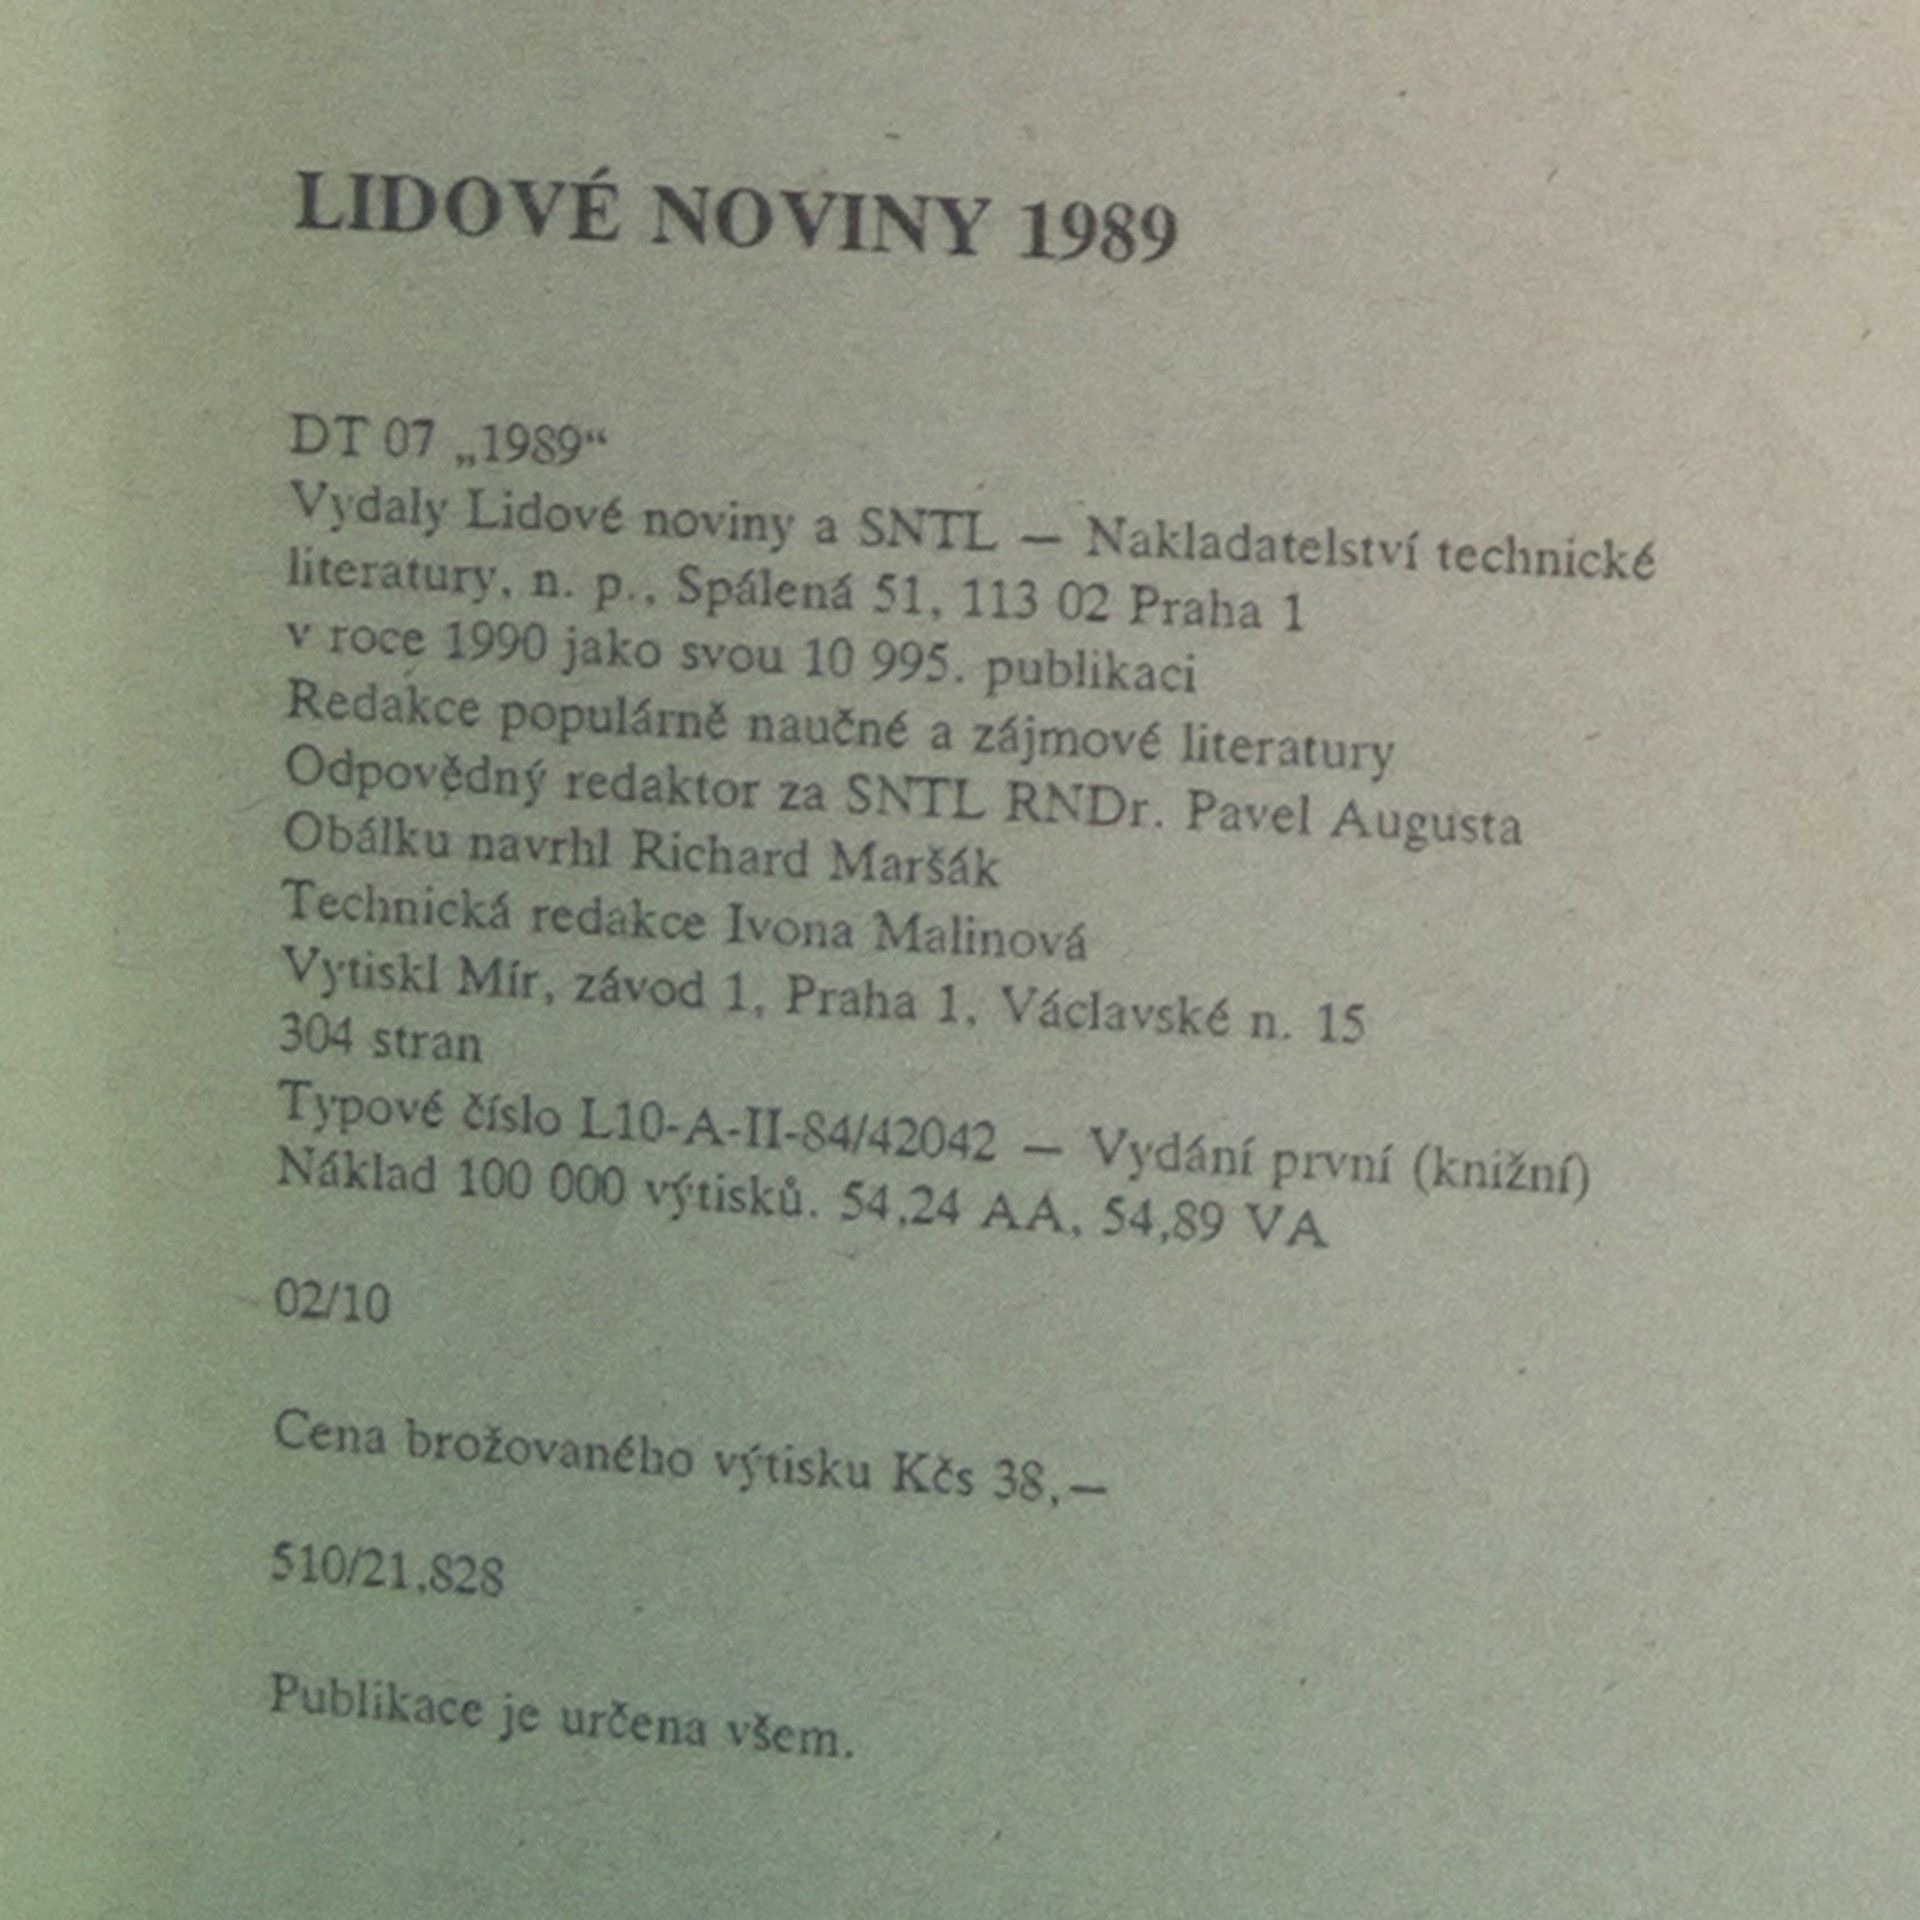 LIDOVÉ NOVINY 1989
DT 07 „1989“
Vydaly Lidové noviny a SNTL — Nakladatelství technické
literatury, n. p., Spálená 51, 113 02 Praha 1
v roce 1990 jako svou 10 995. publikaci
Redakce populárně naučné a zájmové literatury
Odpovědný redaktor za SNTL RNDr. Pavel Augusta
Obálku navrhl Richard Maršák
Technická redakce Ivona Malinová
Vytiskl Mír, závod 1, Praha 1, Václavské n. 15
304 stran
Typové číslo L10-A-II-84/42042 — Vydání první (knižní)
Náklad 100 000 výtisků. 54,24 AA, 54,89 VA
02/10
Cena brožovaného výtisku Kčs 38,—
510/21,828
Publikace je určena všem.